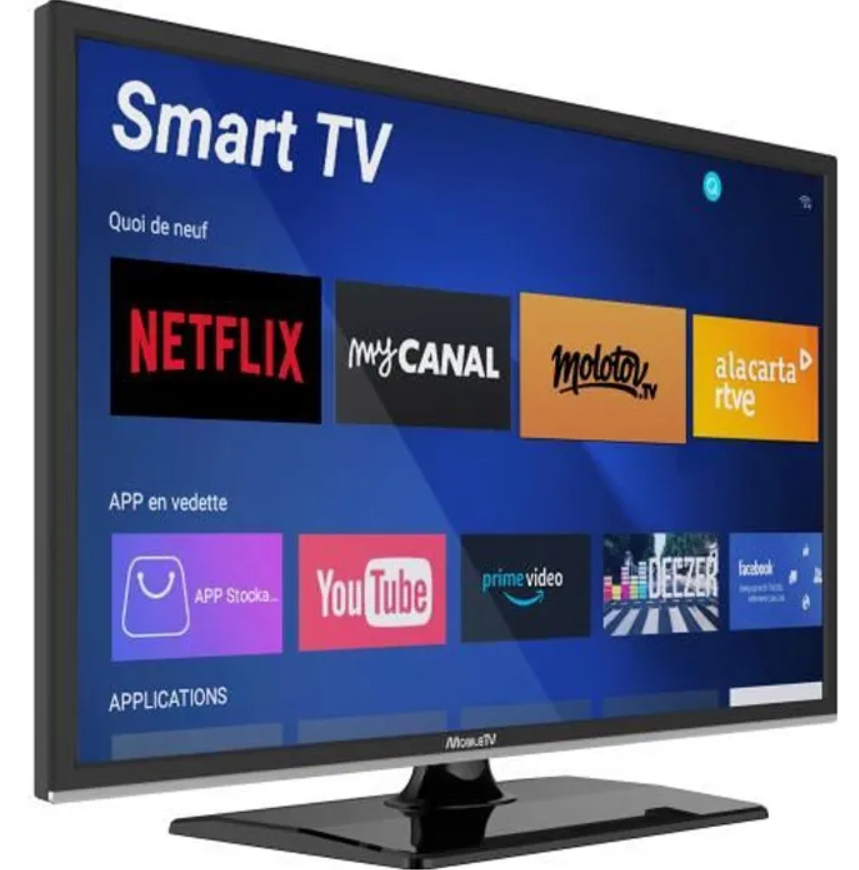 Smart TV
Quoi de neuf
NETFLIX
myCANAL
molotov.TV
alacarta
rtve
APP en vedette
APP Stocka...
YouTube
prime video
DEEZER
facebook
APPLICATIONS
MOBILETV